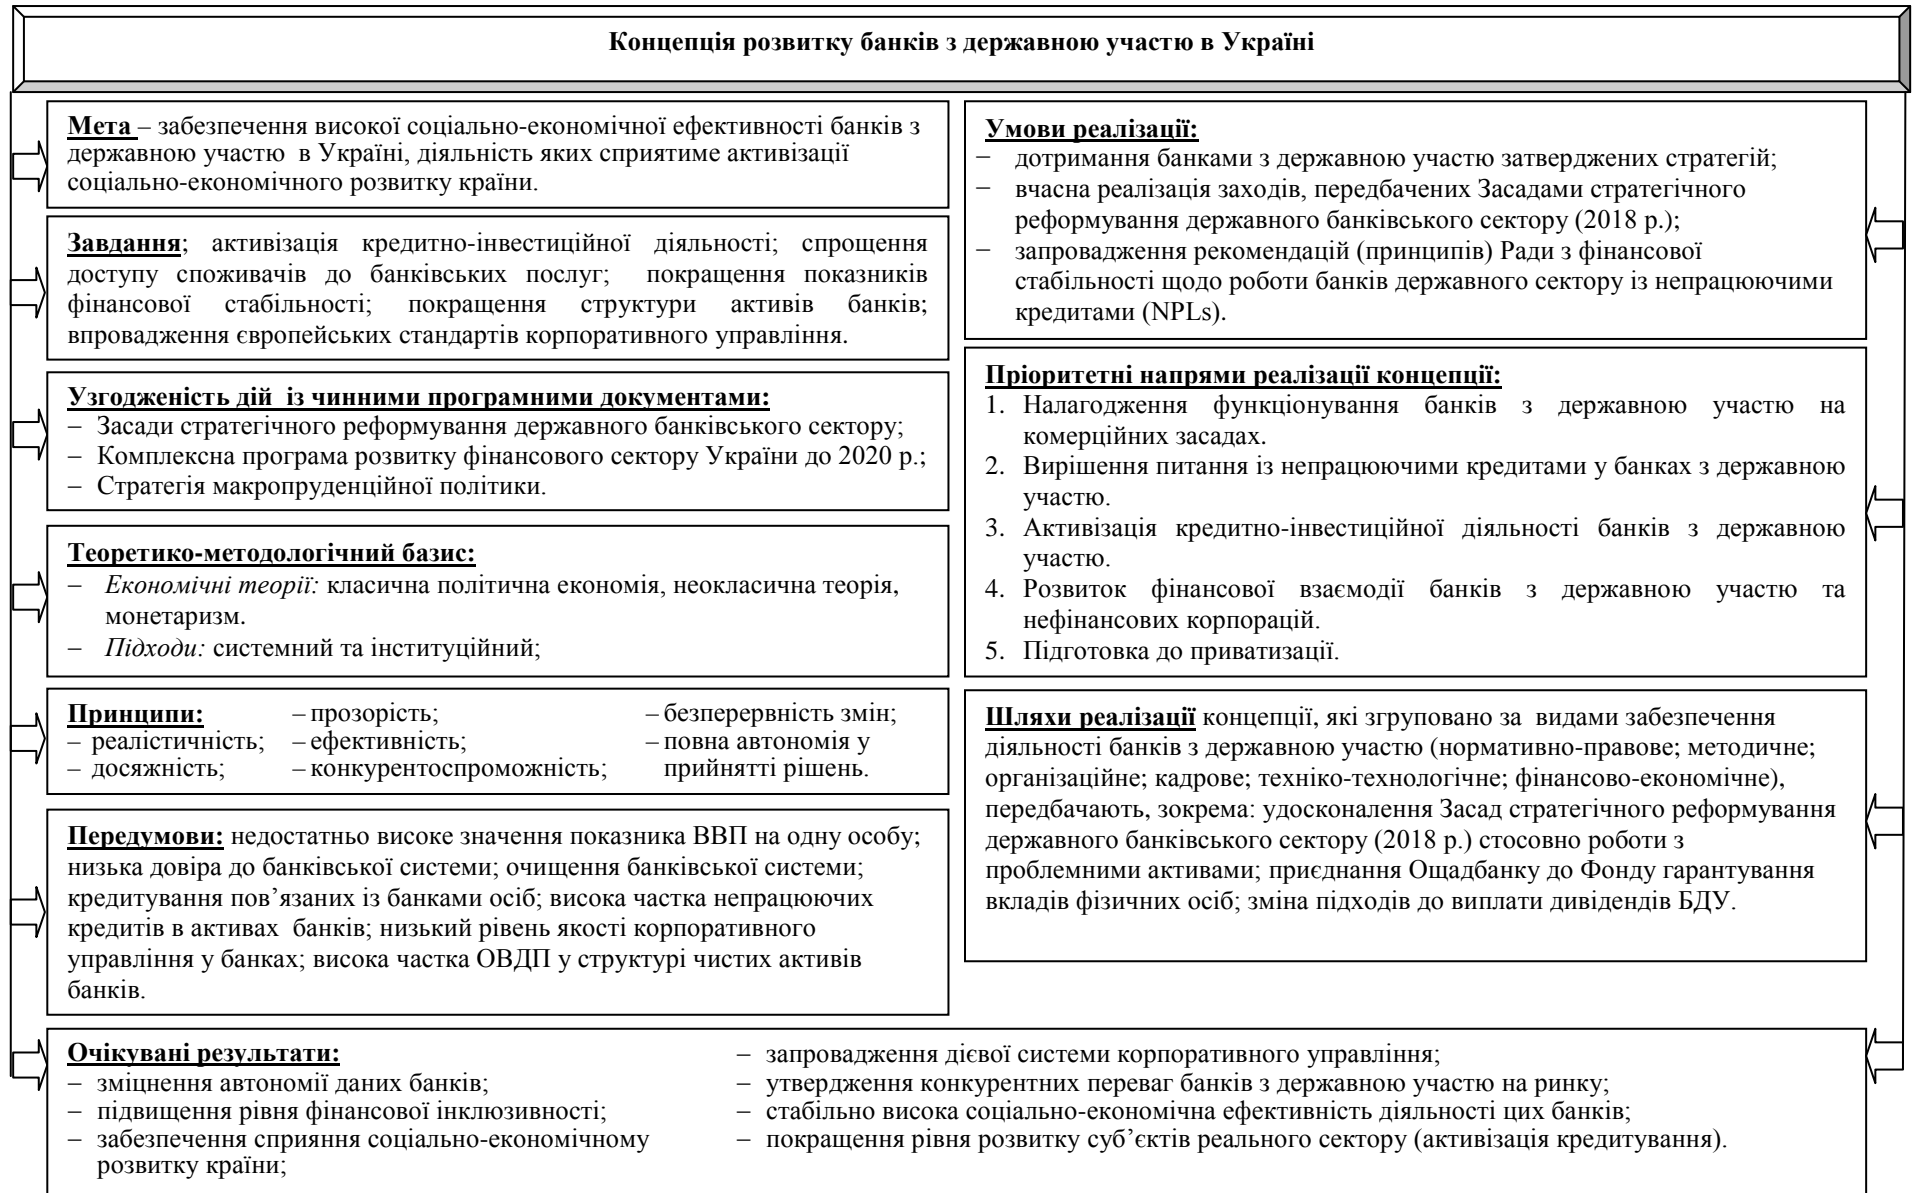 Концепція розвитку банків з державною участю в Україні
Мета – забезпечення високої соціально-економічної ефективності банків з
державною участю в Україні, діяльність яких сприятиме активізації
соціально-економічного розвитку країни.
Завдання; активізація кредитно-інвестиційної діяльності; спрощення
доступу споживачів до банківських послуг; покращення показників
фінансової стабільності; покращення структури активів банків;
впровадження європейських стандартів корпоративного управління.
Узгодженість дій із чинними програмними документами:
– Засади стратегічного реформування державного банківського сектору;
– Комплексна програма розвитку фінансового сектору України до 2020 р.;
– Стратегія макропруденційної політики.
Теоретико-методологічний базис:
– Економічні теорії: класична політична економія, неокласична теорія,
монетаризм.
– Підходи: системний та інституційний;
Принципи: – прозорість; – безперервність змін;
– реалістичність; – ефективність; – повна автономія у
– досяжність; – конкурентоспроможність; прийнятті рішень.
Передумови: недостатньо високе значення показника ВВП на одну особу;
низька довіра до банківської системи; очищення банківської системи;
кредитування пов’язаних із банками осіб; висока частка непрацюючих
кредитів в активах банків; низький рівень якості корпоративного
управління у банках; висока частка ОВДП у структурі чистих активів
банків.
Умови реалізації:
– дотримання банками з державною участю затверджених стратегій;
– вчасна реалізація заходів, передбачених Засадами стратегічного
реформування державного банківського сектору (2018 р.);
– запровадження рекомендацій (принципів) Ради з фінансової
стабільності щодо роботи банків державного сектору із непрацюючими
кредитами (NPLs).
Пріоритетні напрями реалізації концепції:
1. Налагодження функціонування банків з державною участю на
комерційних засадах.
2. Вирішення питання із непрацюючими кредитами у банках з державною
участю.
3. Активізація кредитно-інвестиційної діяльності банків з державною
участю.
4. Розвиток фінансової взаємодії банків з державною участю та
нефінансових корпорацій.
5. Підготовка до приватизації.
Шляхи реалізації концепції, які згруповано за видами забезпечення
діяльності банків з державною участю (нормативно-правове; методичне;
організаційне; кадрове; техніко-технологічне; фінансово-економічне),
передбачають, зокрема: удосконалення Засад стратегічного реформування
державного банківського сектору (2018 р.) стосовно роботи з
проблемними активами; приєднання Ощадбанку до Фонду гарантування
вкладів фізичних осіб; зміна підходів до виплати дивідендів БДУ.
Очікувані результати:
– зміцнення автономії даних банків;
– підвищення рівня фінансової інклюзивності;
– забезпечення сприяння соціально-економічному
розвитку країни;
– запровадження дієвої системи корпоративного управління;
– утвердження конкурентних переваг банків з державною участю на ринку;
– стабільно висока соціально-економічна ефективність діяльності цих банків;
– покращення рівня розвитку суб’єктів реального сектору (активізація кредитування).